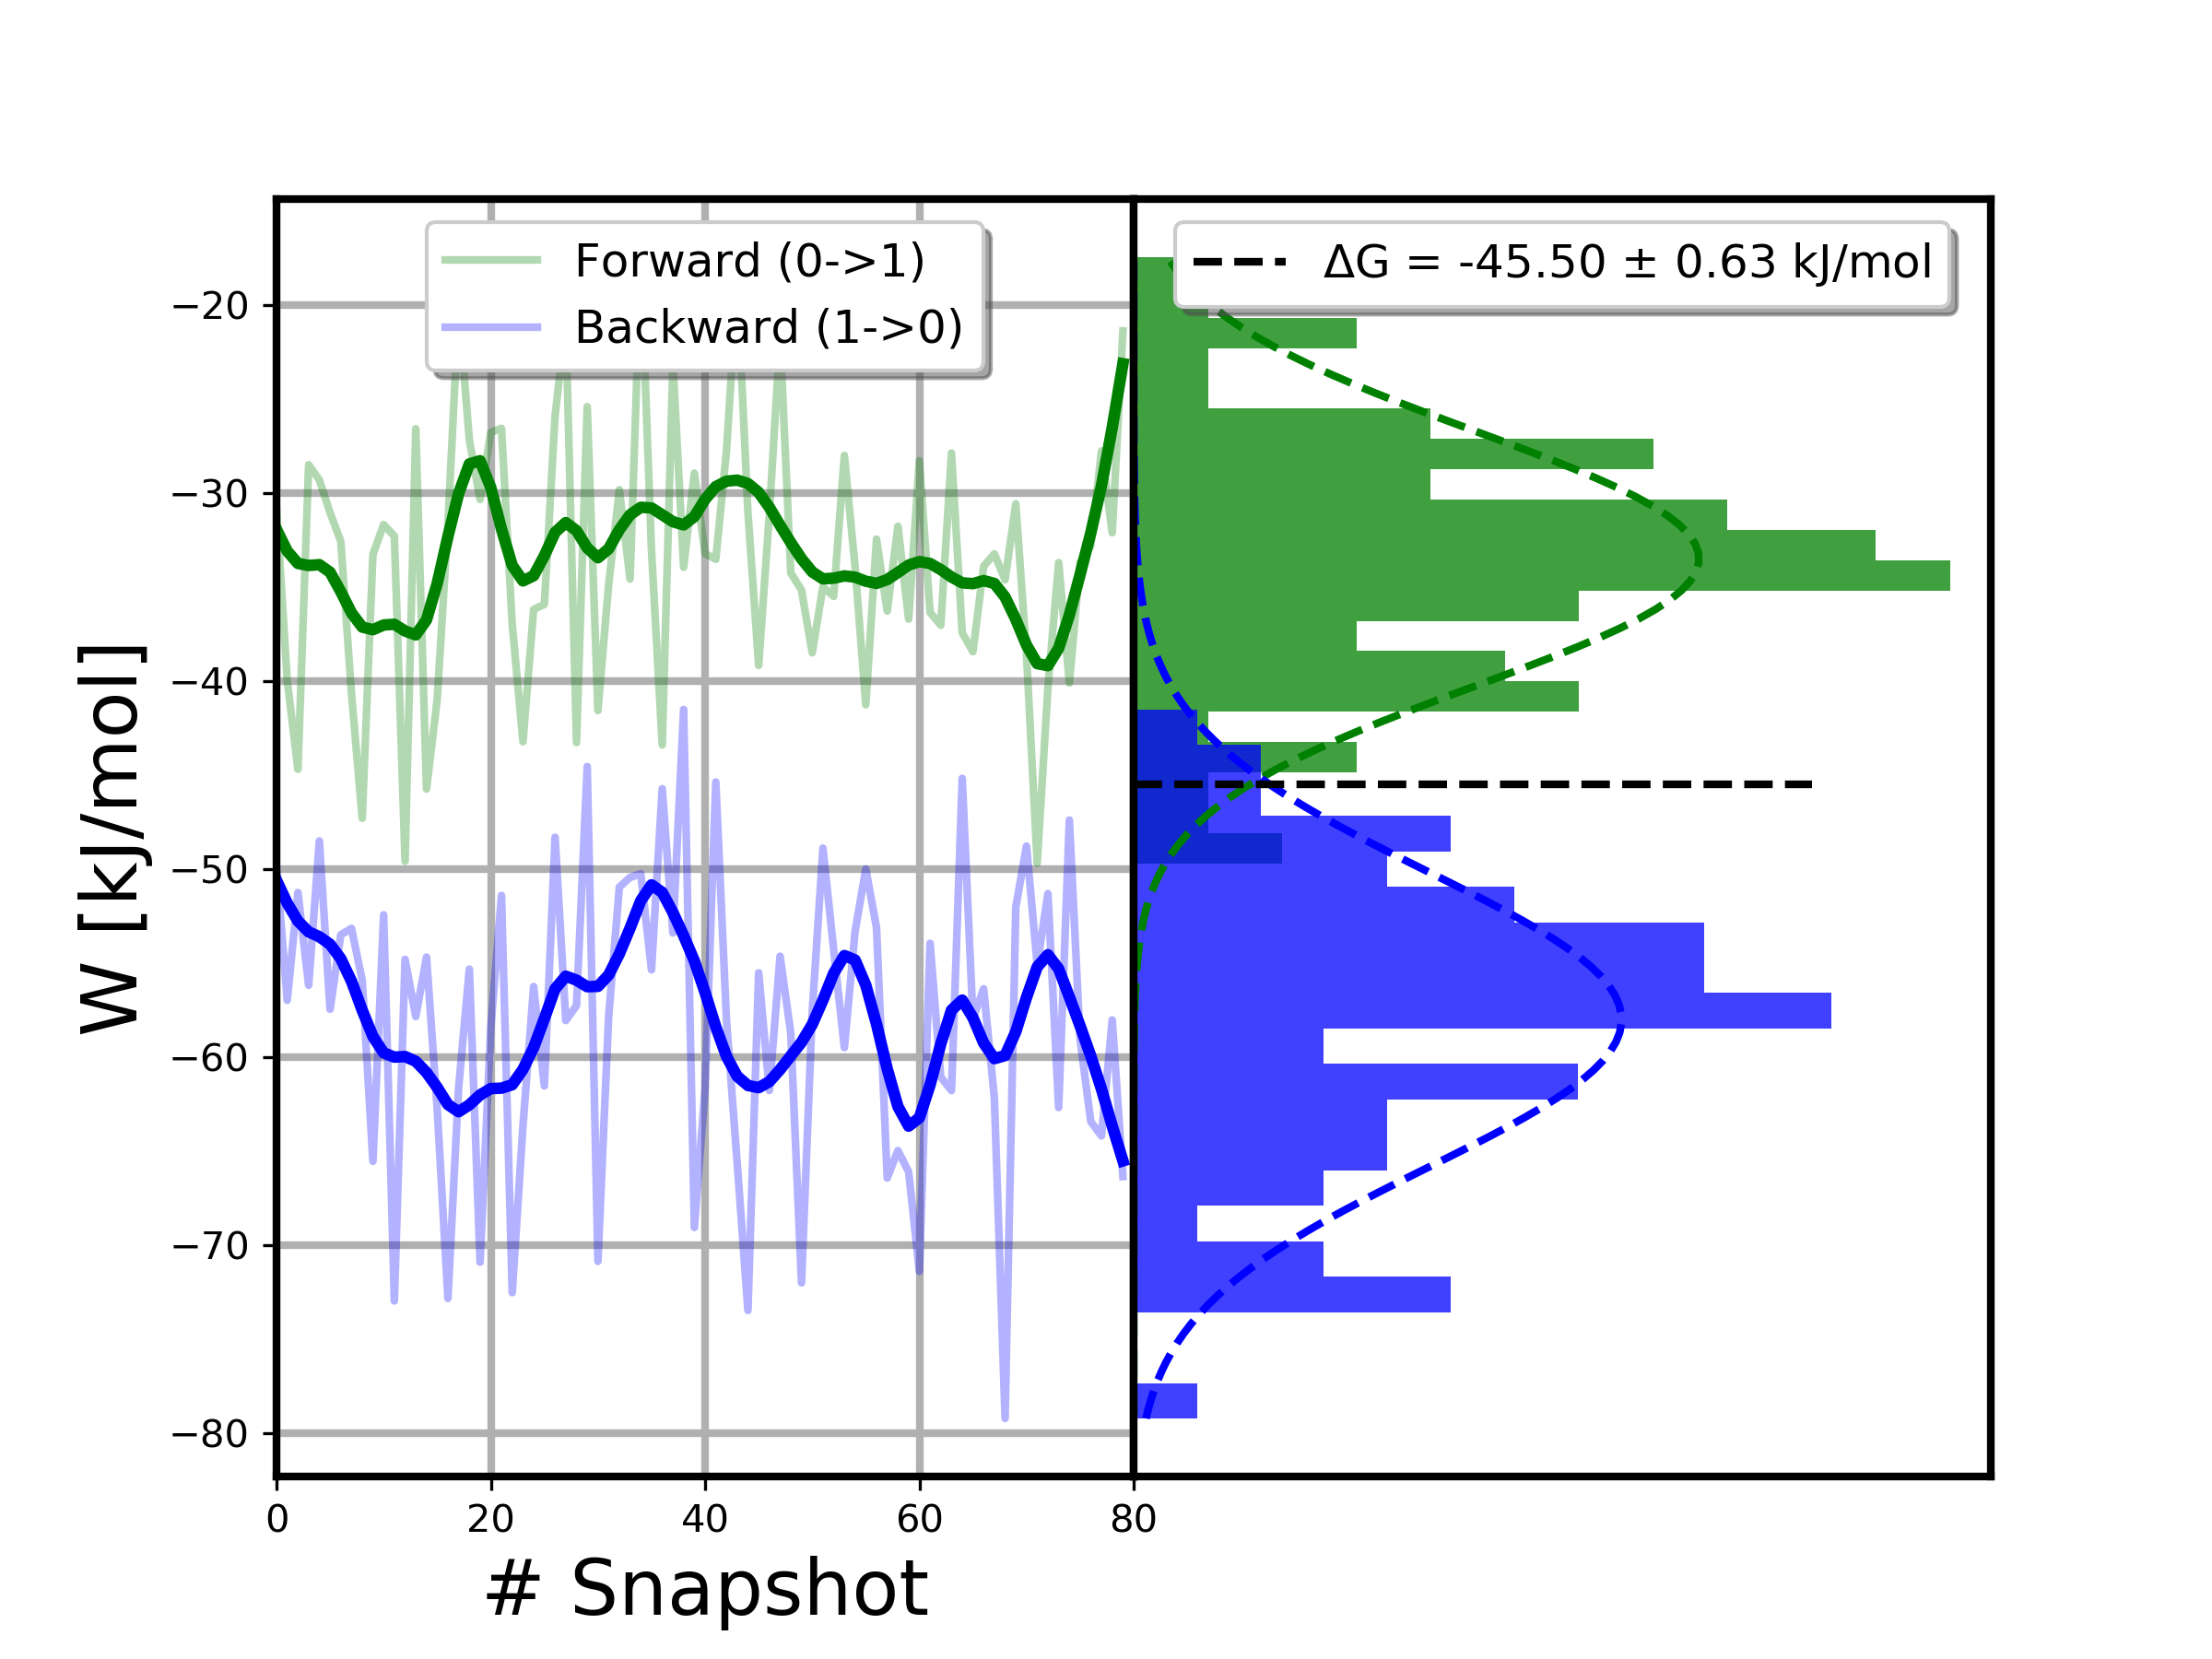 Forward (0->1)
Backward (1->0)
ΔG = -45.50 ± 0.63 kJ/mol
W [kJ/mol]
−20
−30
−40
−50
−60
−70
−80
0 20 40 60 80
# Snapshot